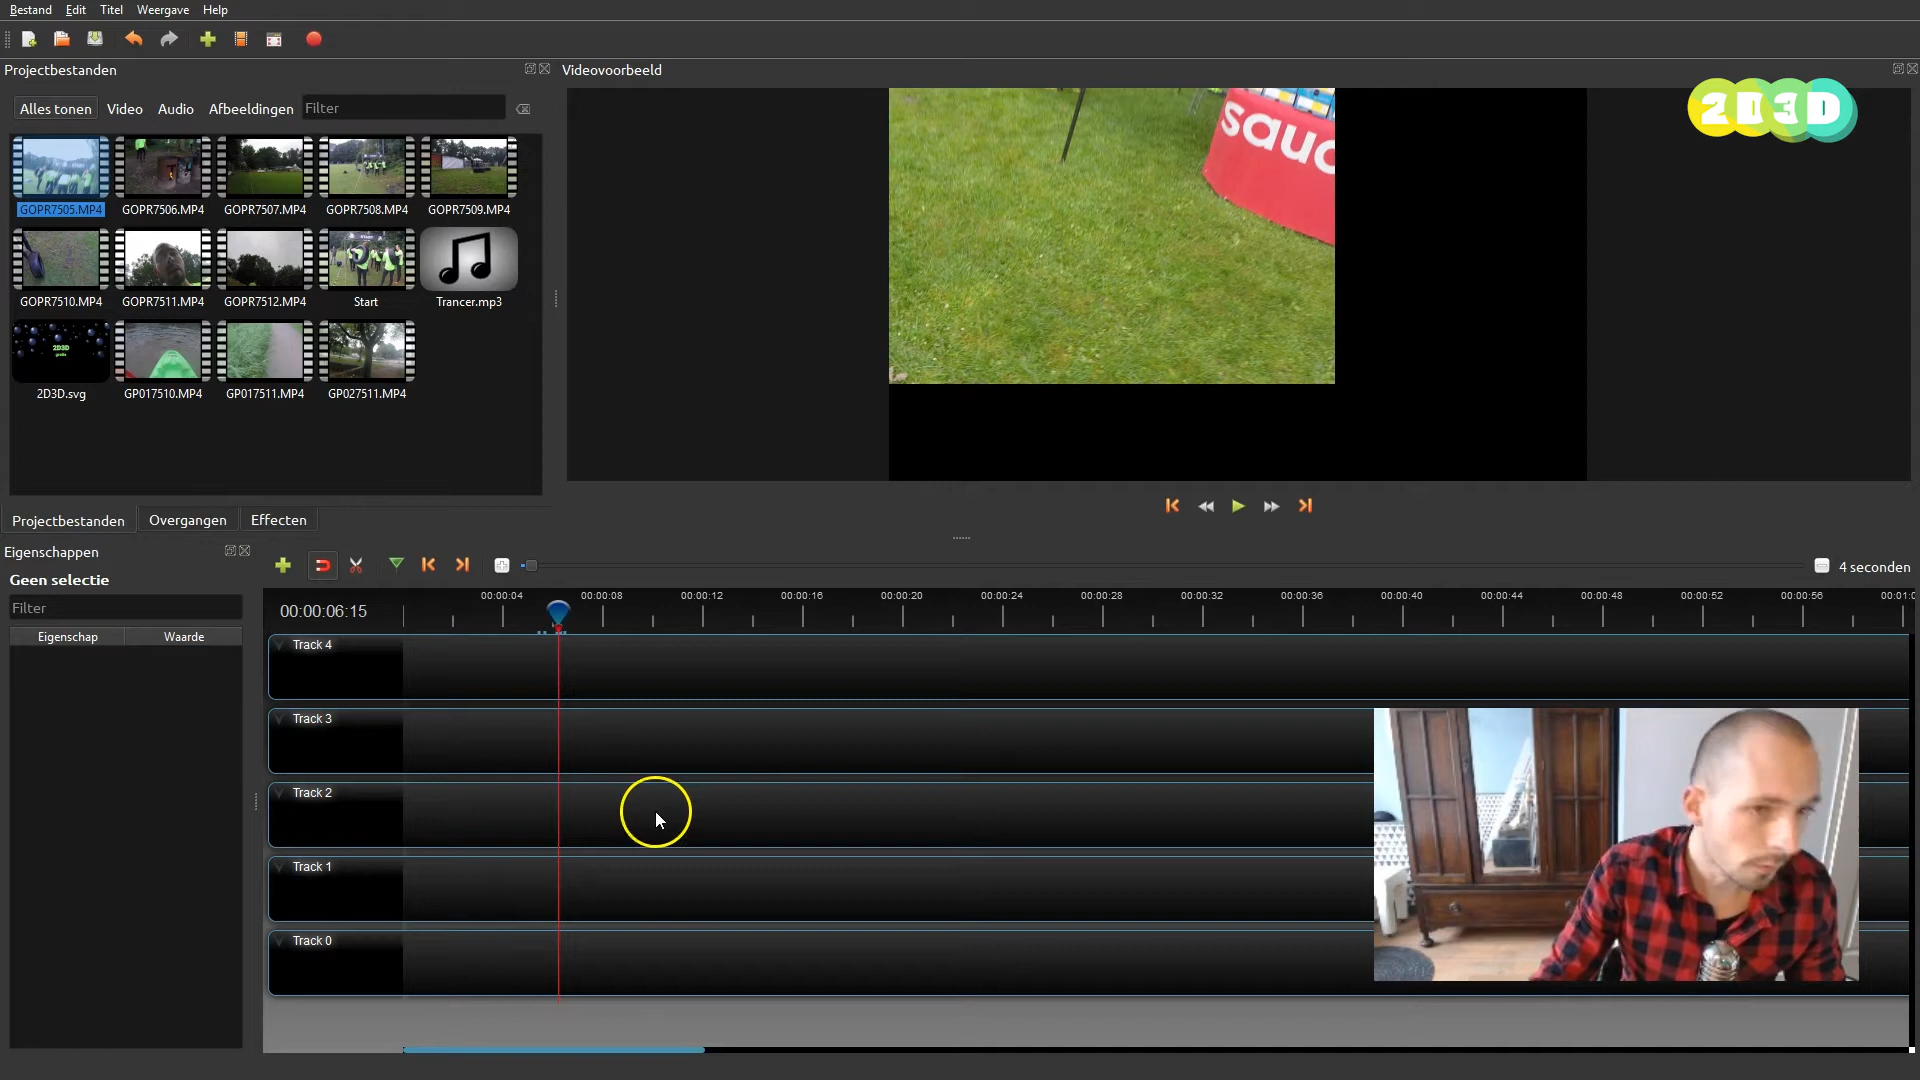 Bestand Edit Titel Weergave Help
Projectbestanden
Videovoorbeeld
2D3D
Alles tonen Video Audio Afbeeldingen Filter
sauc
GOPR7505.MP4 GOPR7506.MP4 GOPR7507.MP4 GOPR7508.MP4 GOPR7509.MP4
GOPR7510.MP4 GOPR7511.MP4 GOPR7512.MP4 Start Trancer.mp3
2D3D
gratis
2D3D.svg GP017510.MP4 GP017511.MP4 GP027511.MP4
Projectbestanden Overgangen Effecten
Eigenschappen
Geen selectie
Filter
Eigenschap Waarde
4 seconden
00:00:06:15
00:00:04 00:00:08 00:00:12 00:00:16 00:00:20 00:00:24 00:00:28 00:00:32 00:00:36 00:00:40 00:00:44 00:00:48 00:00:52 00:00:56 00:01:0
Track 4
Track 3
Track 2
Track 1
Track 0